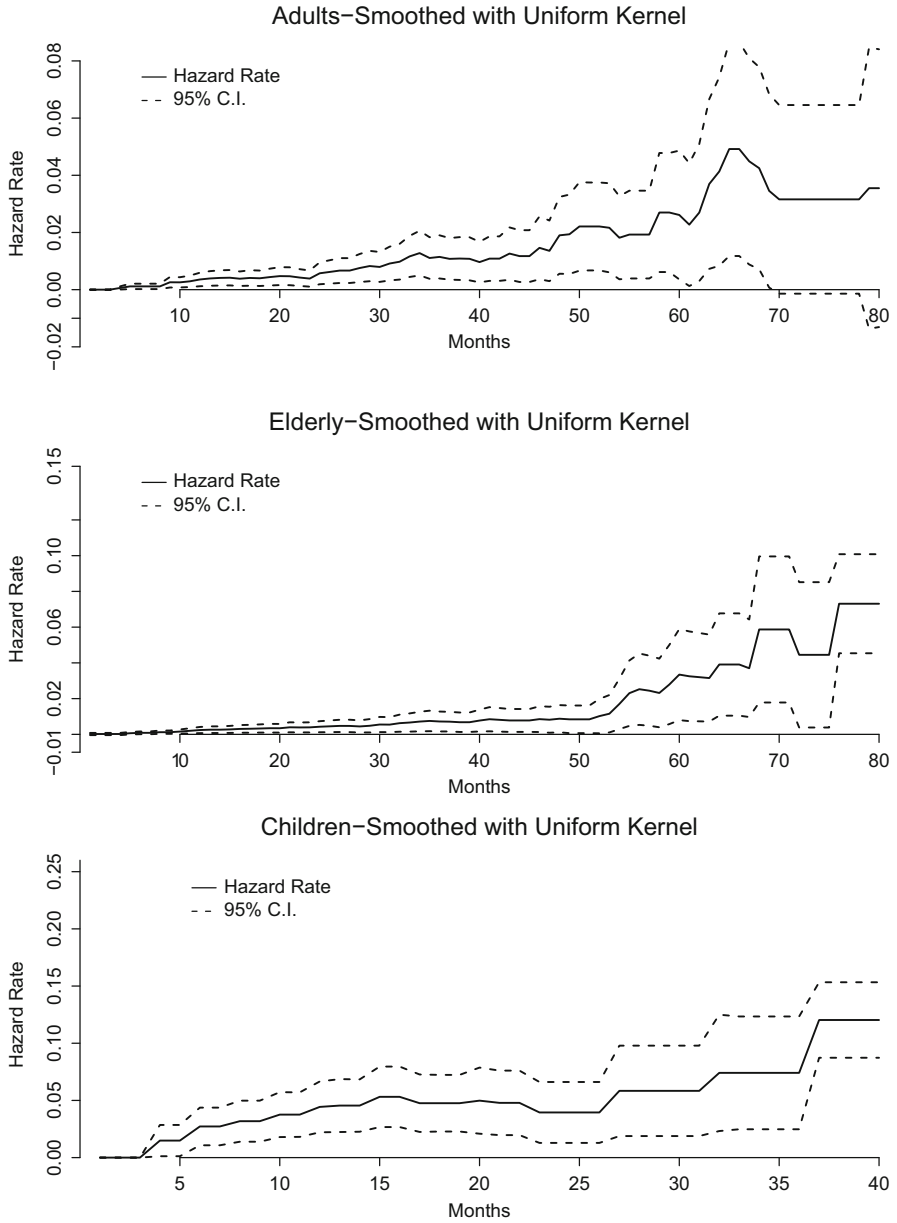 Adults−Smoothed with Uniform Kernel
Hazard Rate
95% C.I.
Hazard Rate
0.08
0.06
0.04
0.02
0.00
−0.02
10 20 30 40 50 60 70 80
Months
Elderly−Smoothed with Uniform Kernel
Hazard Rate
95% C.I.
Hazard Rate
0.15
0.10
0.06
0.02
−0.01
10 20 30 40 50 60 70 80
Months
Children−Smoothed with Uniform Kernel
Hazard Rate
95% C.I.
Hazard Rate
0.25
0.20
0.15
0.10
0.05
0.00
5 10 15 20 25 30 35 40
Months